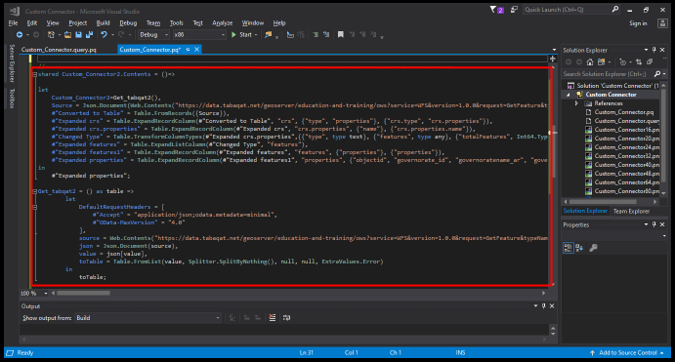 Custom Connector - Microsoft Visual Studio
2
Quick Launch (Ctrl+Q)
File Edit View Project Build Debug Team Tools Test Analyze Window Help
Sign in
Debug x86 Start
Server Explorer
Toolbox
Custom_Connector.query.pq
Custom_Connector.pq*
//
shared Custom_Connector2.Contents = ()=>
let
Custom_Connector2=Get_tabqat2(),
Source = Json.Document(Web.Contents("https://data.tabaqat.net/geoserver/education-and-training/ows?service=WFS&version=1.0.0&request=GetFeature&t
#"Converted to Table" = Table.FromRecords({Source}),
#"Expanded crs" = Table.ExpandRecordColumn(#"Converted to Table", "crs", {"type", "properties"}, {"crs.type", "crs.properties"}),
#"Expanded crs.properties" = Table.ExpandRecordColumn(#"Expanded crs", "crs.properties", {"name"}, {"crs.properties.name"}),
#"Changed Type" = Table.TransformColumnTypes(#"Expanded crs.properties",{{"type", type text}, {"features", type any}, {"totalFeatures", Int64.Typ
#"Expanded features" = Table.ExpandListColumn(#"Changed Type", "features"),
#"Expanded features1" = Table.ExpandRecordColumn(#"Expanded features", "features", {"properties"}, {"properties"}),
#"Expanded properties" = Table.ExpandRecordColumn(#"Expanded features1", "properties", {"objectid", "governorate_id", "governoratename_ar", "gove
in
#"Expanded properties";
Get_tabqat2 = () as table =>
let
DefaultRequestHeaders = [
#"Accept" = "application/json;odata.metadata=minimal",
#"OData-MaxVersion" = "4.0"
],
source = Web.Contents("https://data.tabaqat.net/geoserver/education-and-training/ows?service=WFS&version=1.0.0&request=GetFeature&typeName
json = Json.Document(source),
value = json[value],
toTable = Table.FromList(value, Splitter.SplitByNothing(), null, null, ExtraValues.Error)
in
toTable;
100 %
Output
Show output from: Build
Solution Explorer
Search Solution Explorer (Ctrl+;)
Solution 'Custom Connector' (1
Custom Connector
References
Custom_Connector.pq
Custom_Connector.quer
Custom_Connector16.pn
Custom_Connector20.pn
Custom_Connector24.pn
Custom_Connector32.pn
Custom_Connector40.pn
Custom_Connector48.pn
Custom_Connector64.pn
Custom_Connector80.pn
Solution Explorer Team Explorer
Properties
Ready
Ln 31 Col 1 Ch 1 INS
Add to Source Control